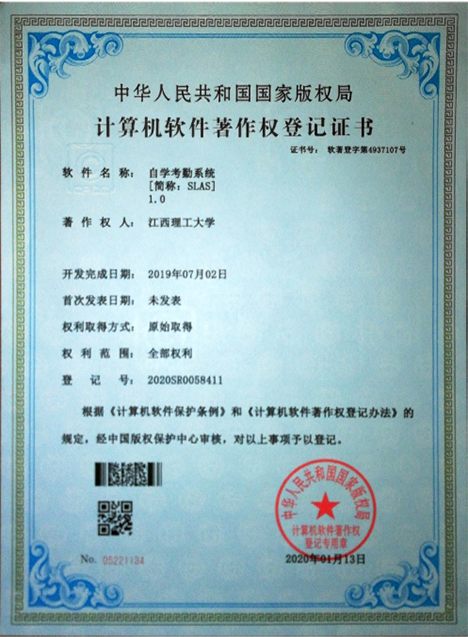 中华人民共和国国家版权局
计算机软件著作权登记证书
证书号： 软著登字第4937107号
软件名称： 自学考勤系统
[简称：SLAS]
1.0
著作权人： 江西理工大学
开发完成日期： 2019年07月02日
首次发表日期： 未发表
权利取得方式： 原始取得
权利范围： 全部权利
登记号： 2020SR0058411
根据《计算机软件保护条例》和《计算机软件著作权登记办法》的
规定，经中国版权保护中心审核，对以上事项予以登记。
中华人民共和国国家版权局
计算机软件著作权
登记专用章
No. 05221134
2020年01月13日